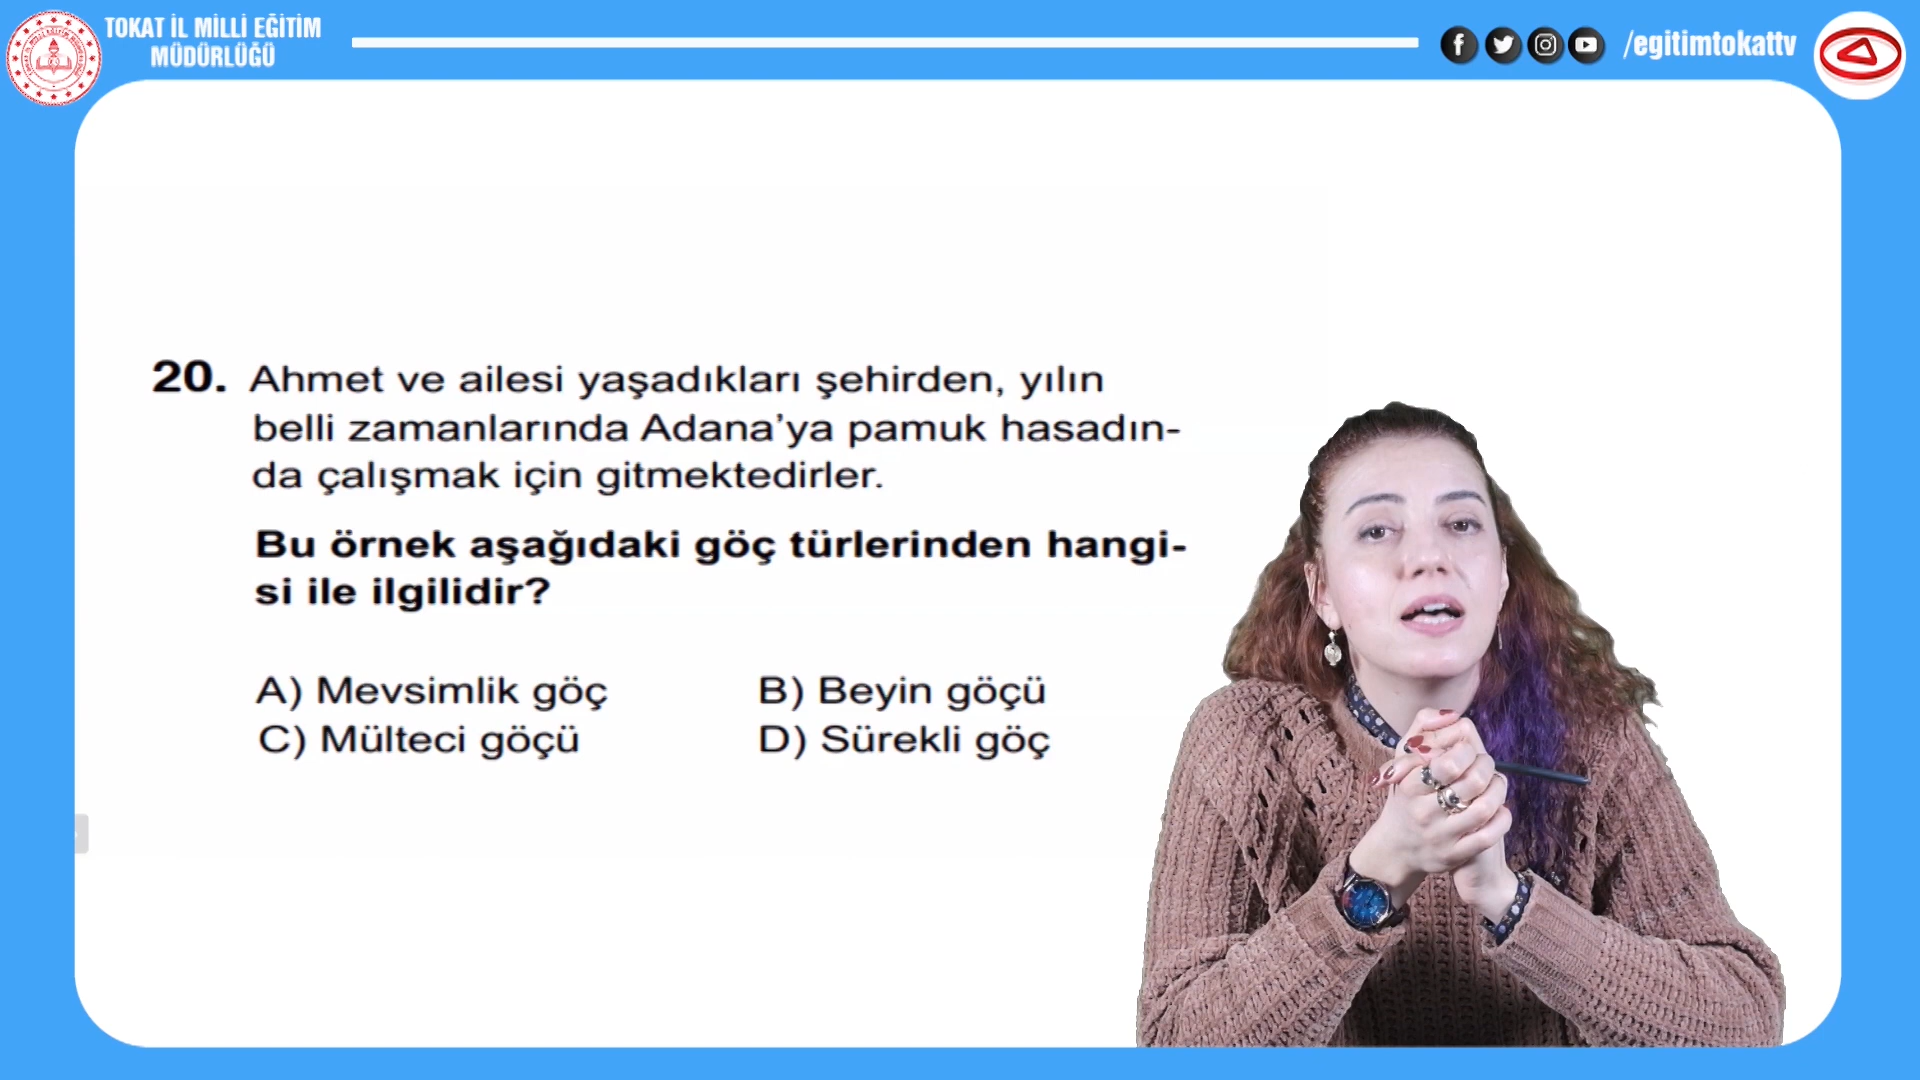 TOKAT İL MİLLİ EĞİTİM
MÜDÜRLÜĞÜ
/egitimtokattv
20. Ahmet ve ailesi yaşadıkları şehirden, yılın
belli zamanlarında Adana'ya pamuk hasadın-
da çalışmak için gitmektedirler.
Bu örnek aşağıdaki göç türlerinden hangi-
si ile ilgilidir?
A) Mevsimlik göç B) Beyin göçü
C) Mülteci göçü D) Sürekli göç